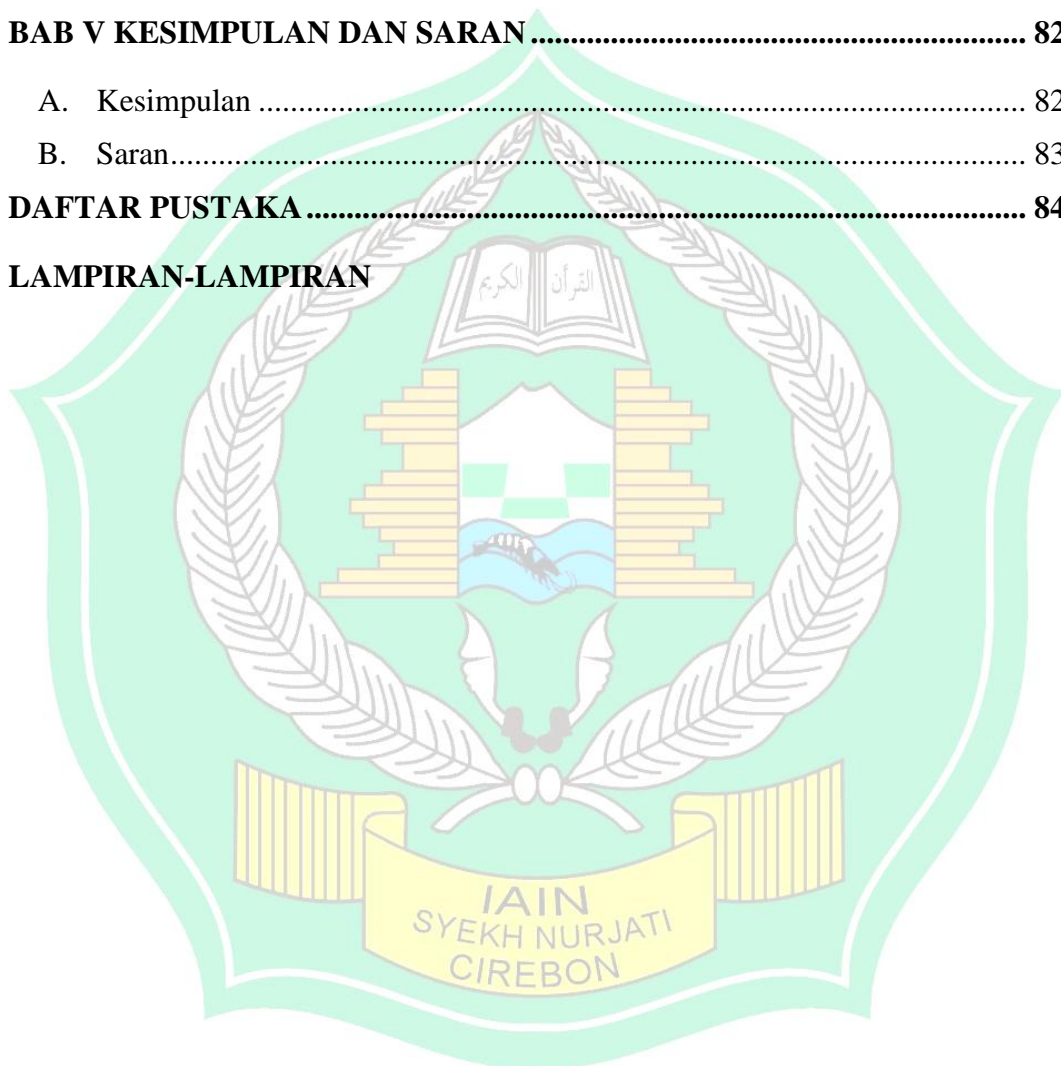 BAB V KESIMPULAN DAN SARAN ............................................................. 82
A. Kesimpulan ................................................................................................ 82
B. Saran........................................................................................................... 83
DAFTAR PUSTAKA .......................................................................................... 84
LAMPIRAN-LAMPIRAN
القرأن الكريم
IAIN
SYEKH NURJATI
CIREBON